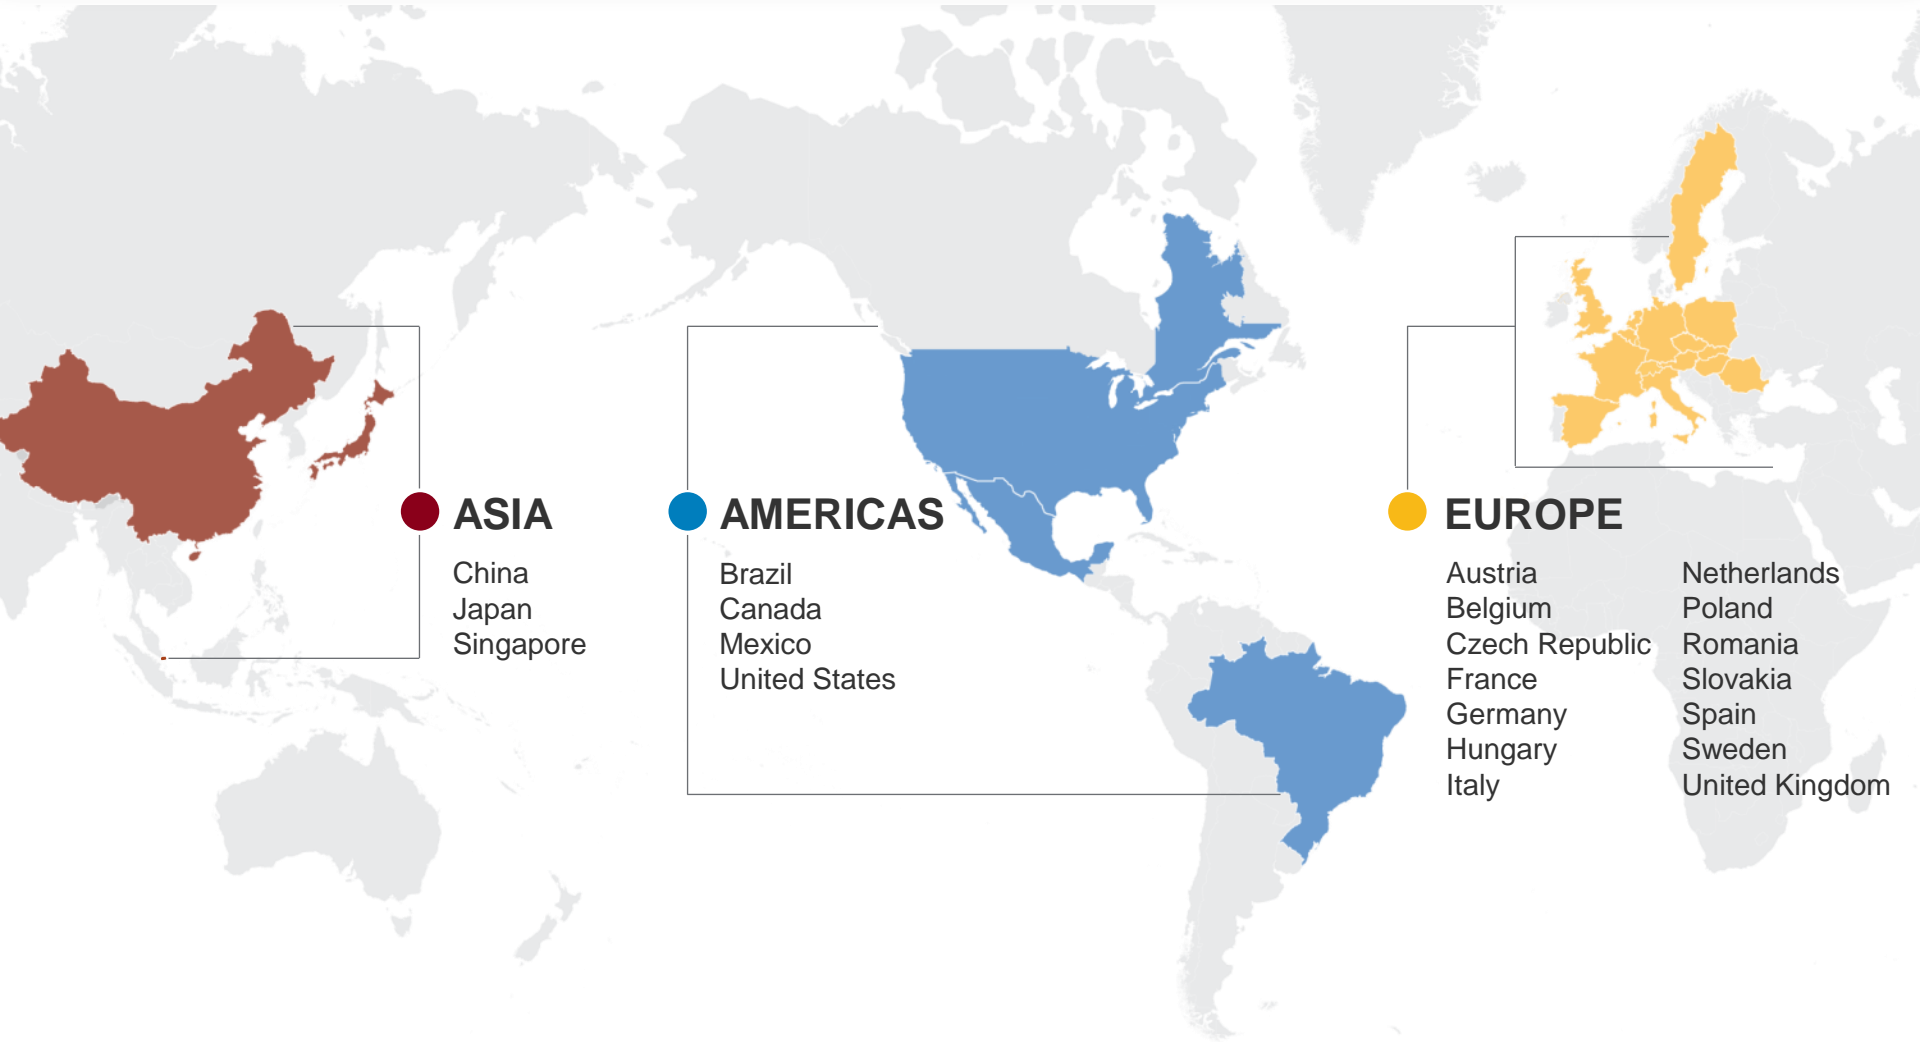 ASIA
China
Japan
Singapore
AMERICAS
Brazil
Canada
Mexico
United States
EUROPE
Austria
Belgium
Czech Republic
France
Germany
Hungary
Italy
Netherlands
Poland
Romania
Slovakia
Spain
Sweden
United Kingdom